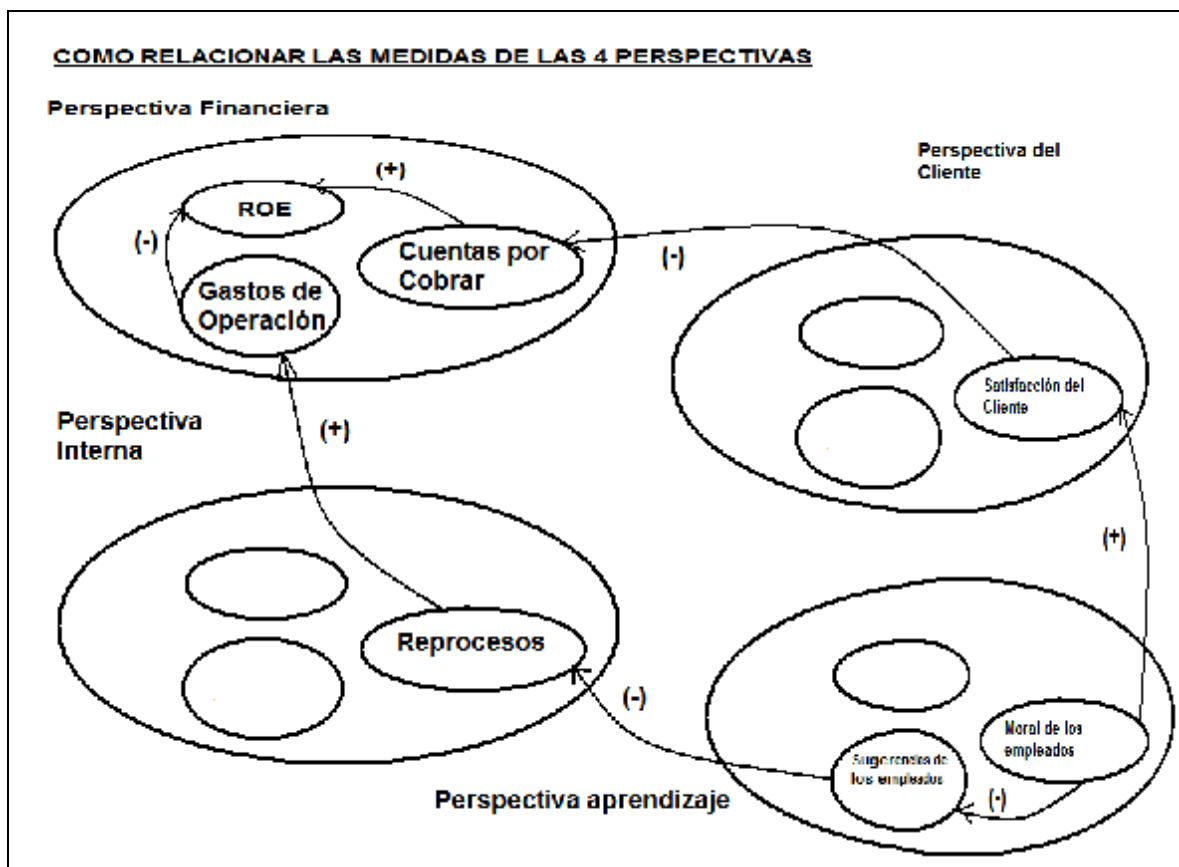 COMO RELACIONAR LAS MEDIDAS DE LAS 4 PERSPECTIVAS
Perspectiva Financiera
Perspectiva del
Cliente
(+)
ROE
(-)
Cuentas por
Cobrar
(-)
Gastos de
Operación
Satisfacción del
Cliente
Perspectiva
Interna
(+)
(+)
Reprocesos
(-)
Moral de los
empleados
Sugerencias de
los empleados
(-)
Perspectiva aprendizaje